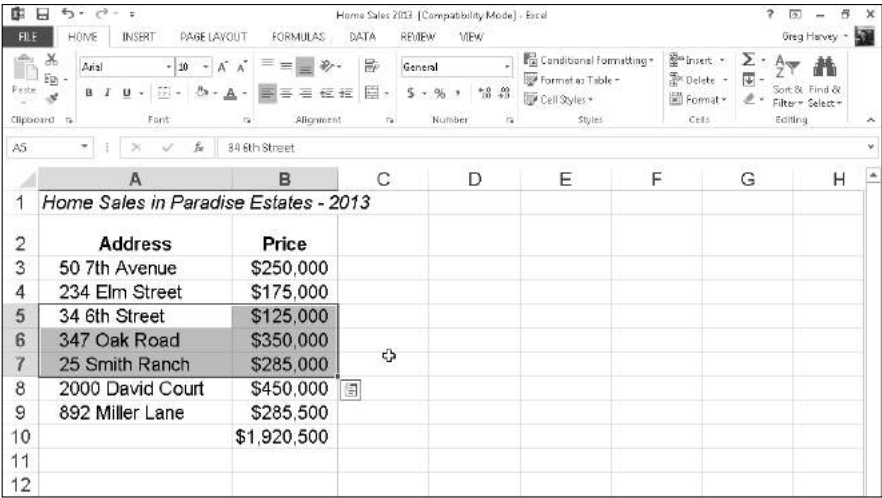 Home Sales 2013 [Compatibility Mode] - Excel
FILE HOME INSERT PAGE LAYOUT FORMULAS DATA REVIEW VIEW Greg Harvey
Arial 10 A A General Conditional Formatting Insert Σ A Z
Paste B I U A $ % , Format as Table Delete Sort & Find &
Cell Styles Format Filter Select
Clipboard Font Alignment Number Styles Cells Editing
A5 fx 34 6th Street
A B C D E F G H
1 Home Sales in Paradise Estates - 2013
2 Address Price
3 50 7th Avenue $250,000
4 234 Elm Street $175,000
5 34 6th Street $125,000
6 347 Oak Road $350,000
7 25 Smith Ranch $285,000
8 2000 David Court $450,000
9 892 Miller Lane $285,500
10 $1,920,500
11
12